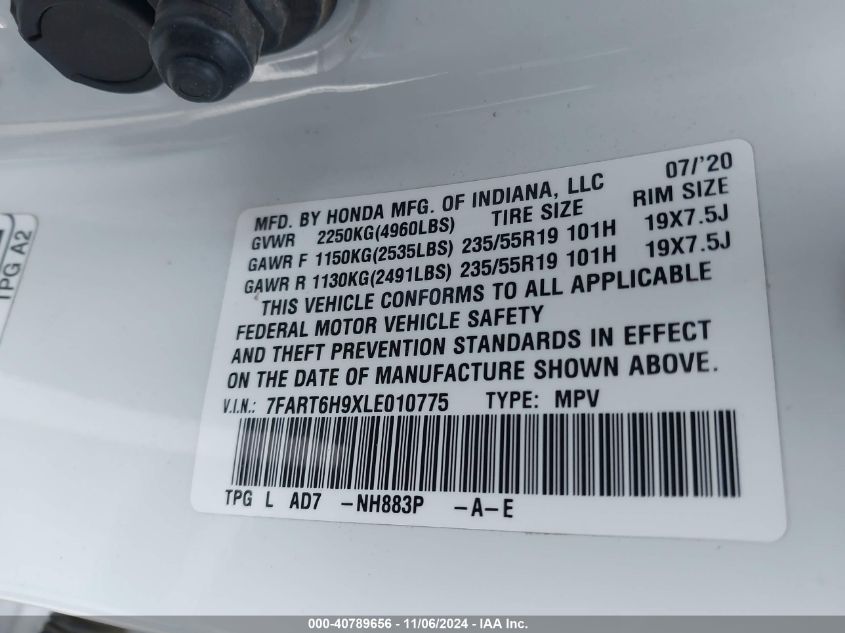 07/'20
MFD. BY HONDA MFG. OF INDIANA, LLC
GVWR 2250KG(4960LBS) TIRE SIZE RIM SIZE
GAWR F 1150KG(2535LBS) 235/55R19 101H 19X7.5J
GAWR R 1130KG(2491LBS) 235/55R19 101H 19X7.5J
THIS VEHICLE CONFORMS TO ALL APPLICABLE
FEDERAL MOTOR VEHICLE SAFETY
AND THEFT PREVENTION STANDARDS IN EFFECT
ON THE DATE OF MANUFACTURE SHOWN ABOVE.
V.I.N.: 7FART6H9XLE010775 TYPE: MPV
TPG L AD7 -NH883P -A-E
TPG A2
000-40789656 - 11/06/2024 - IAA Inc.